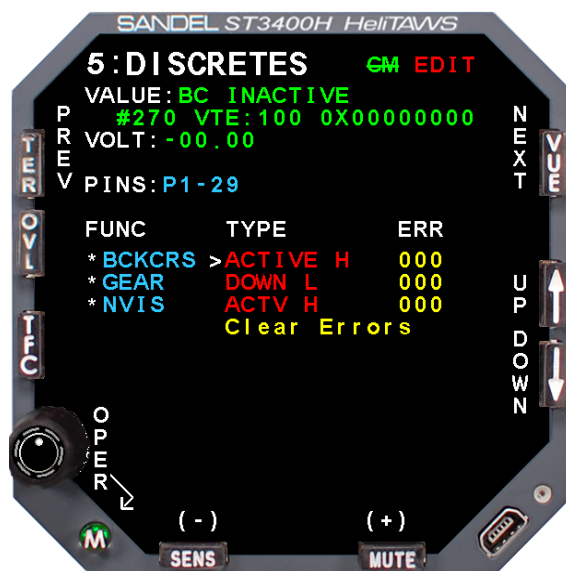 SANDEL ST3400H HeliTAWS
5:DISCRETES GM EDIT
VALUE:BC INACTIVE
#270 VTE:100 0X00000000
VOLT:-00.00
PINS:P1-29
FUNC TYPE ERR
*BCKCRS >ACTIVE H 000
*GEAR DOWN L 000
*NVIS ACTV H 000
Clear Errors
PREV
NEXT
TER
VUE
OVL
UP
TFC
DOWN
OPER
M
(-)
(+)
SENS
MUTE